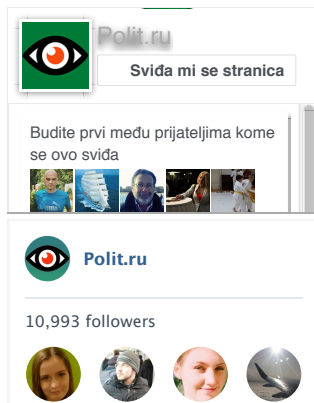 Polit.ru
Sviđa mi se stranica
Budite prvi među prijateljima kome
se ovo sviđa
Polit.ru
10,993 followers